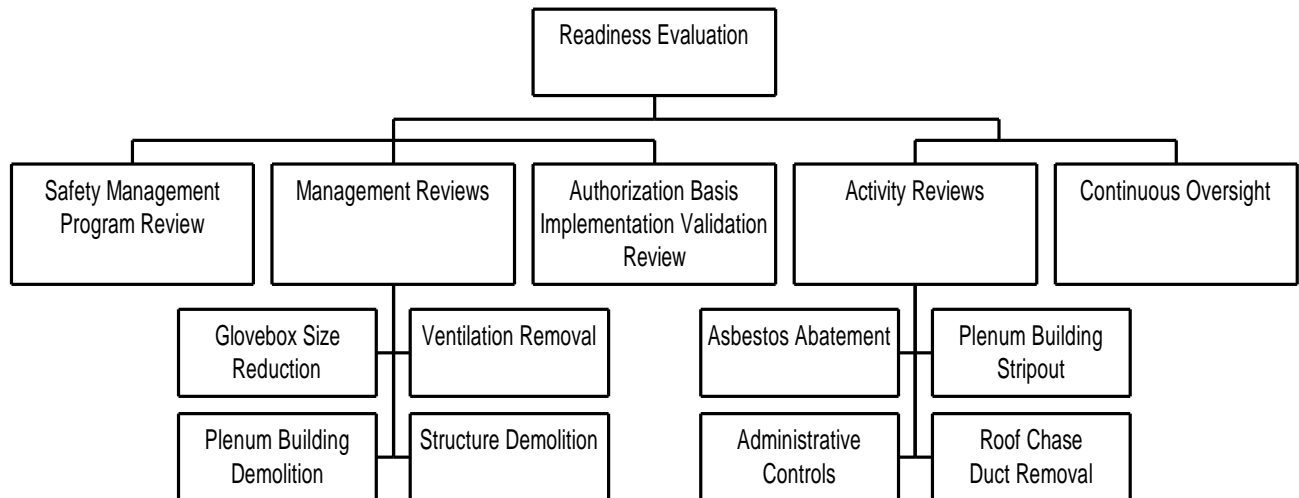 Readiness Evaluation
Safety Management
Program Review
Management Reviews
Authorization Basis
Implementation Validation
Review
Activity Reviews
Continuous Oversight
Glovebox Size
Reduction
Ventilation Removal
Asbestos Abatement
Plenum Building
Stripout
Plenum Building
Demolition
Structure Demolition
Administrative
Controls
Roof Chase
Duct Removal